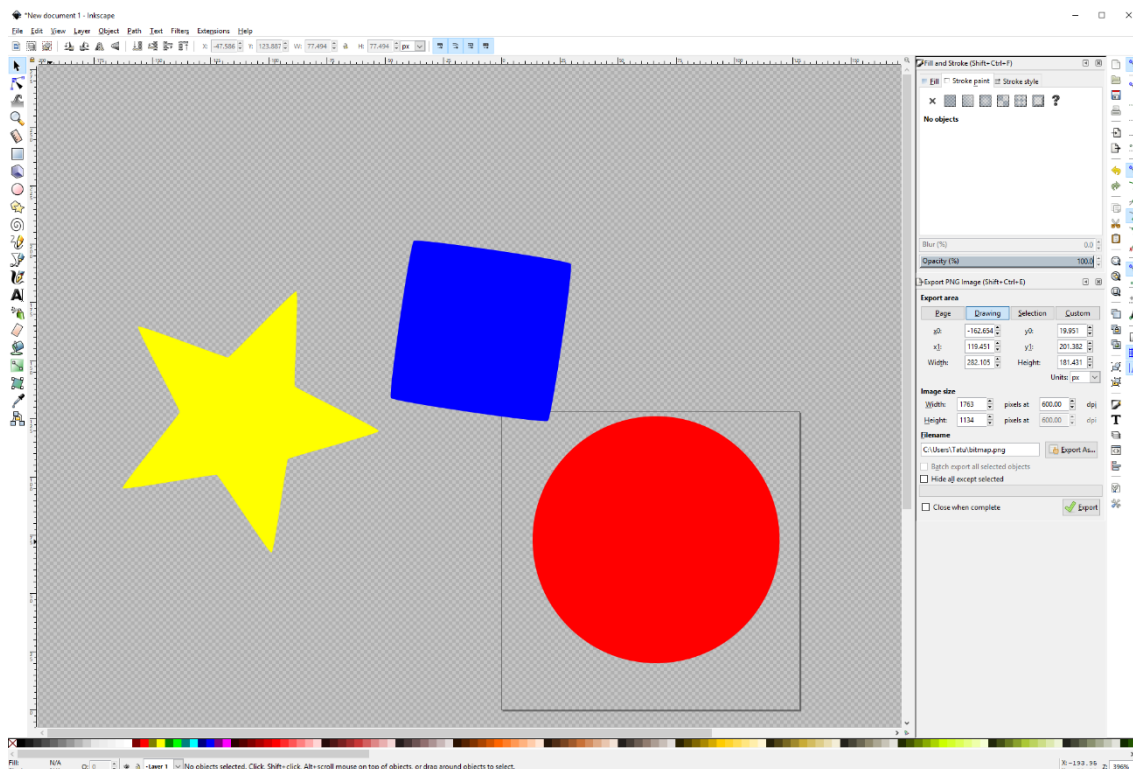 *New document 1 - Inkscape
File Edit View Layer Object Path Text Filters Extensions Help
X: -47.586 Y: 123.887 W: 77.494 H: 77.494 px
Fill and Stroke (Shift+Ctrl+F)
Fill Stroke paint Stroke style
?
No objects
Blur (%) 0.0
Opacity (%) 100.0
Export PNG Image (Shift+Ctrl+E)
Export area
Page Drawing Selection Custom
x0: -162.654 y0: 19.951
x1: 119.451 y1: 201.382
Width: 282.105 Height: 181.431
Units: px
Image size
Width: 1763 pixels at 600.00 dpi
Height: 1134 pixels at 600.00 dpi
Filename
C:\Users\Tatu\bitmap.png Export As...
Batch export all selected objects
Hide all except selected
Close when complete Export
Fill: N/A O: 0 -Layer 1 No objects selected. Click, Shift+click, Alt+scroll mouse on top of objects, or drag around objects to select. X: -193.96 Z: 396%